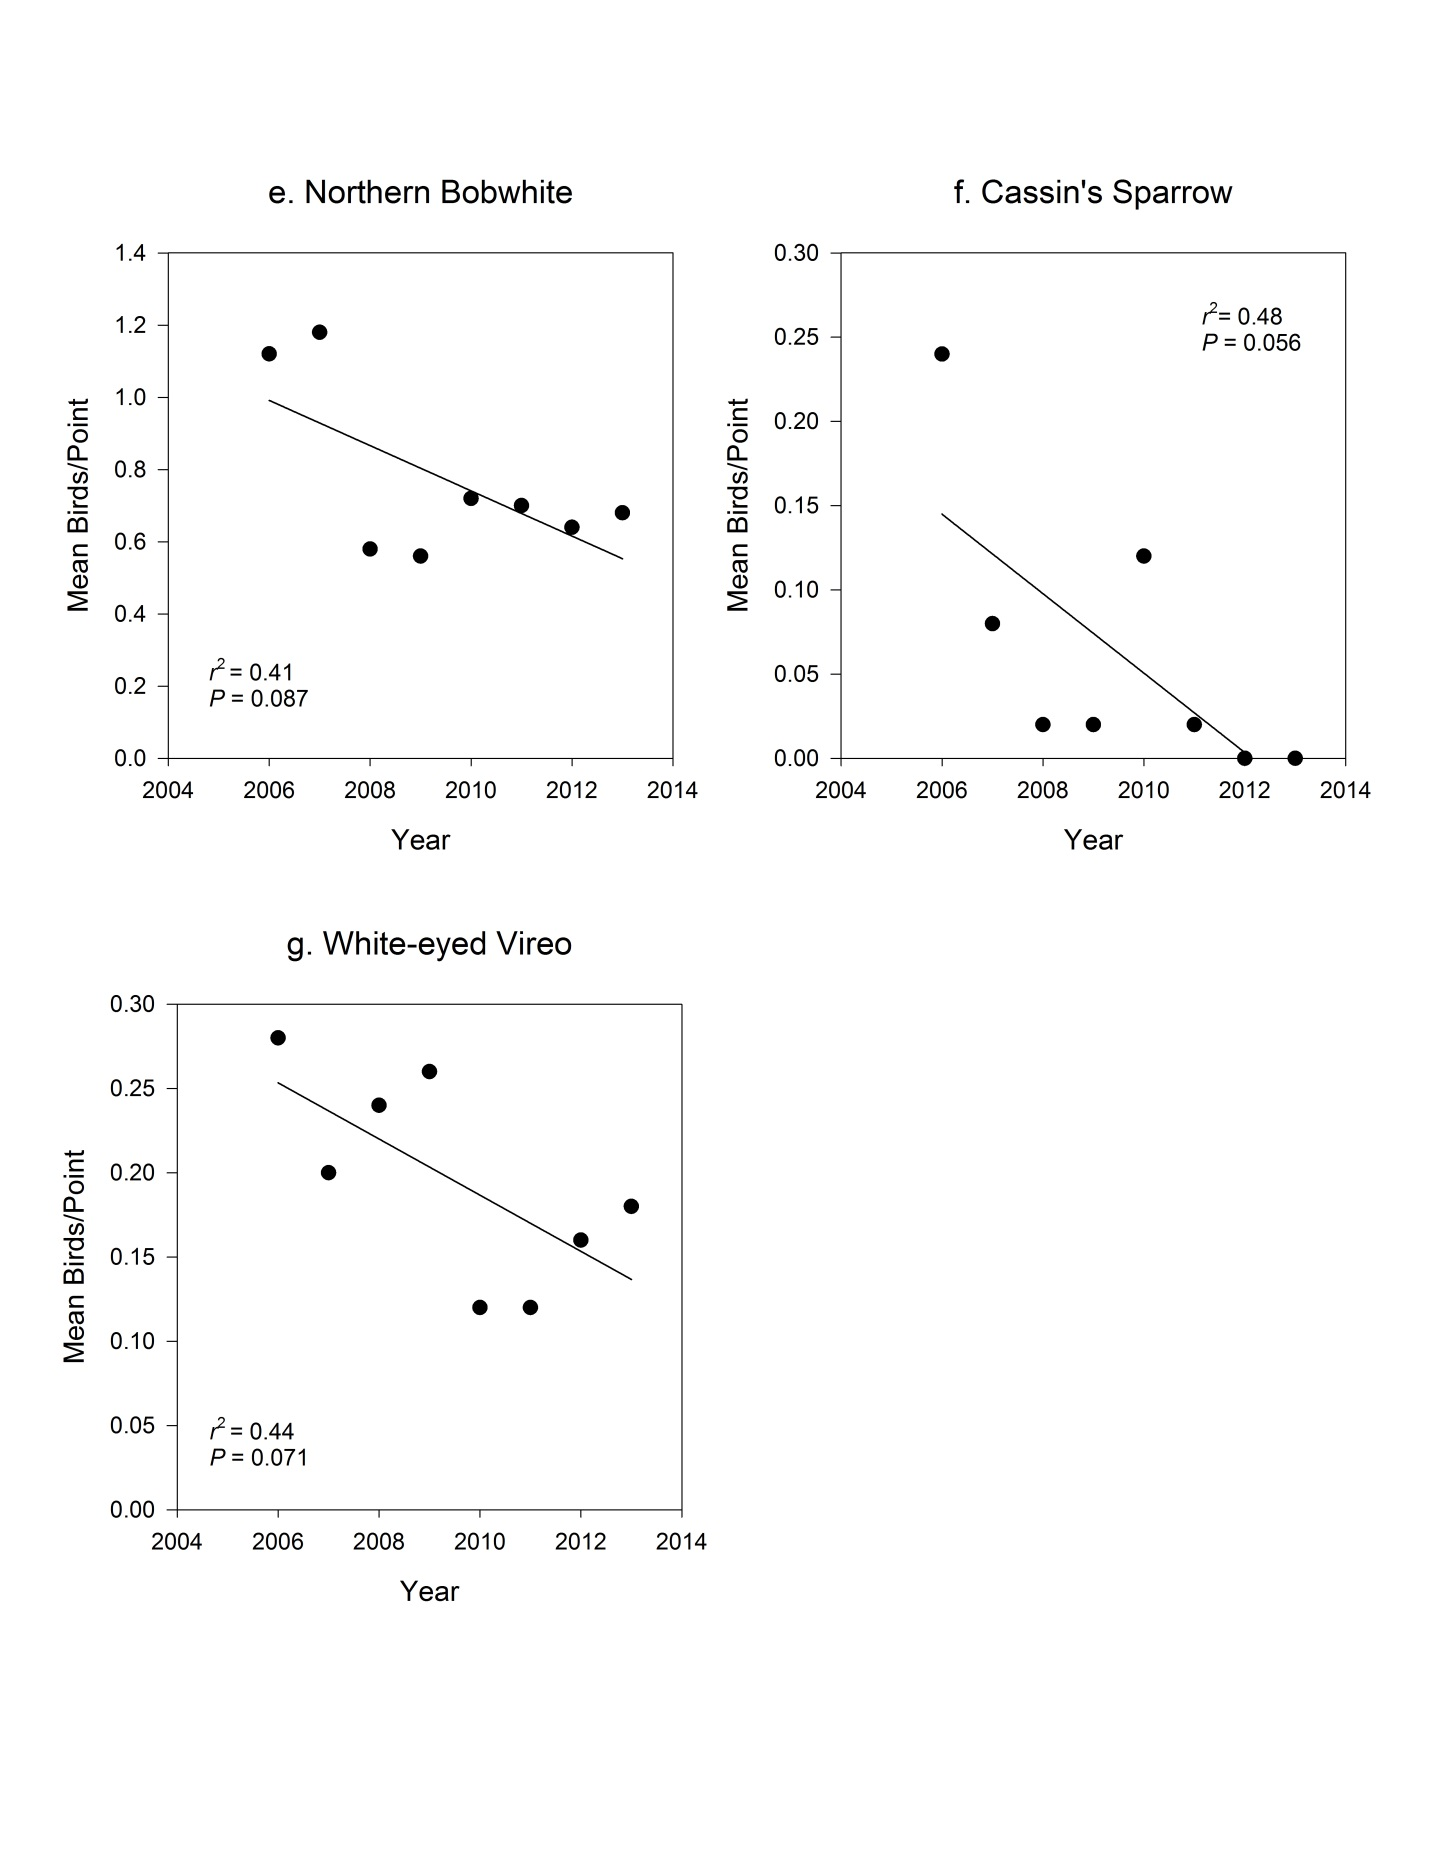 e. Northern Bobwhite
1.4
1.2
1.0
0.8
0.6
0.4
0.2
0.0
Mean Birds/Point
r² = 0.41
P = 0.087
2004 2006 2008 2010 2012 2014
Year
f. Cassin's Sparrow
0.30
0.25
0.20
0.15
0.10
0.05
0.00
Mean Birds/Point
r²= 0.48
P = 0.056
2004 2006 2008 2010 2012 2014
Year
g. White-eyed Vireo
0.30
0.25
0.20
0.15
0.10
0.05
0.00
Mean Birds/Point
r² = 0.44
P = 0.071
2004 2006 2008 2010 2012 2014
Year